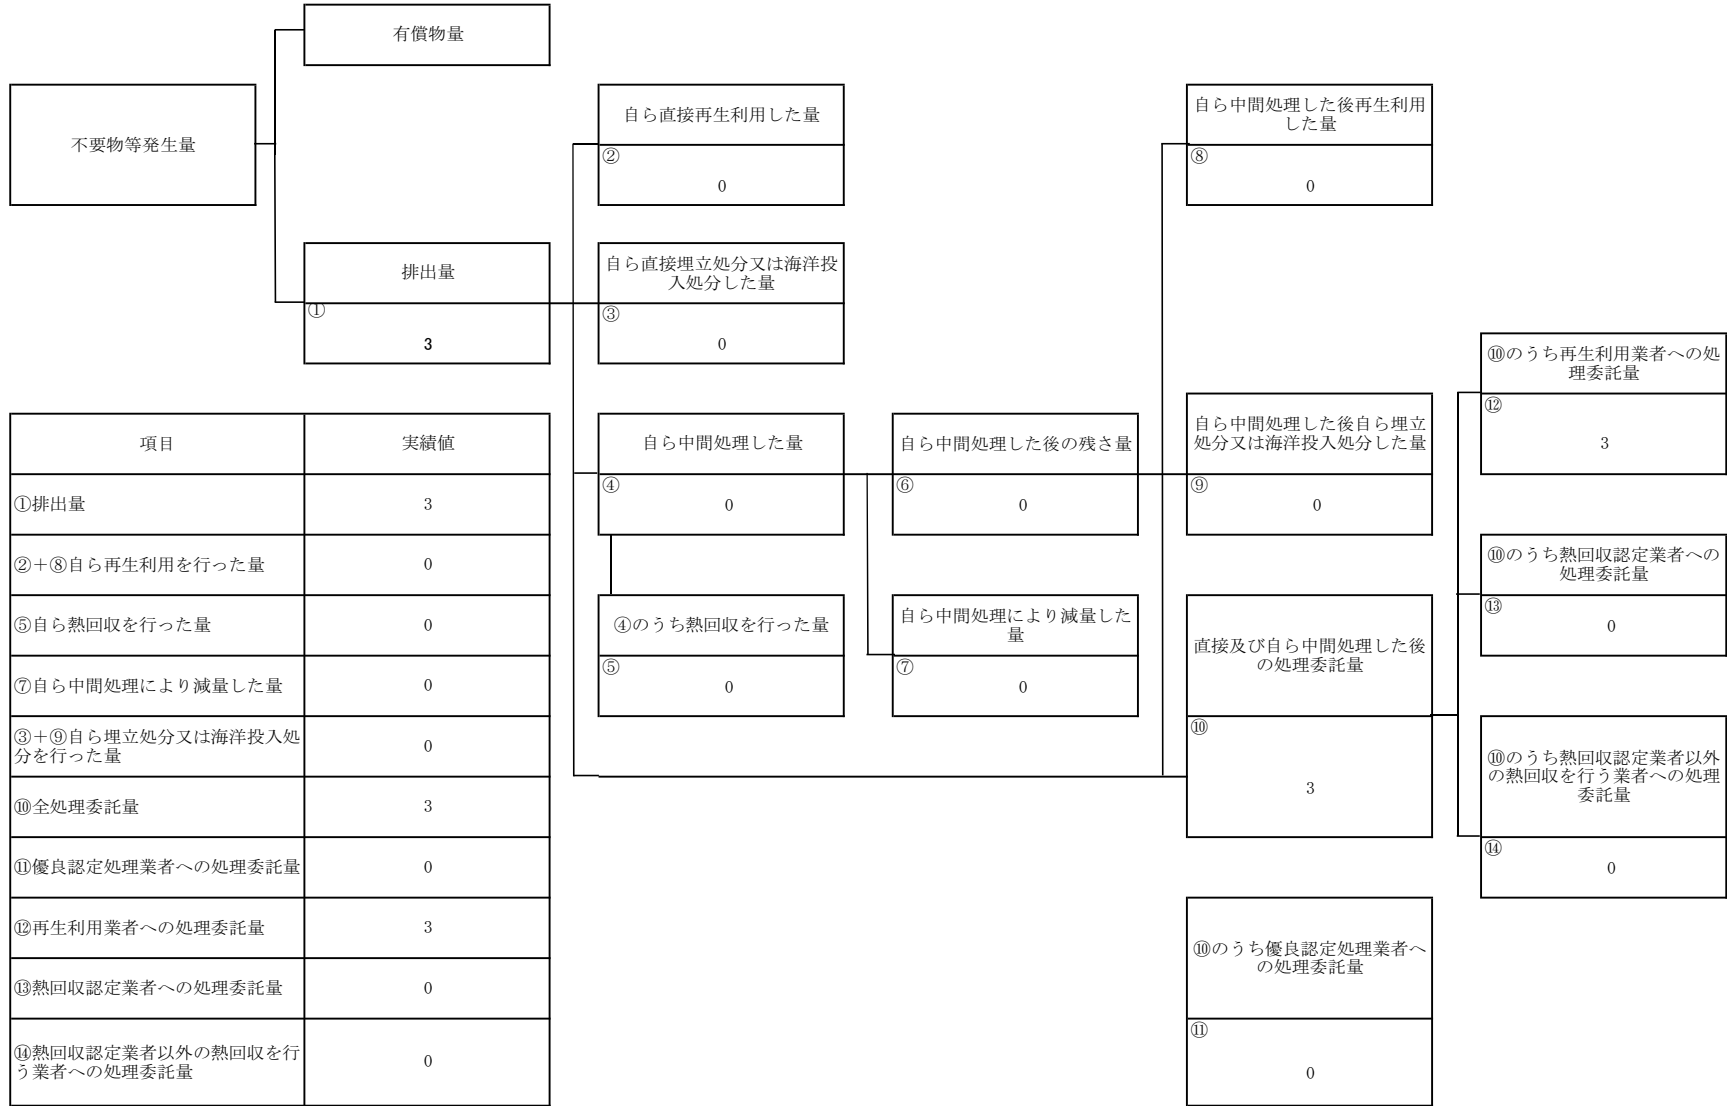 有償物量
不要物等発生量
自ら直接再生利用した量
②
0
自ら中間処理した後再生利用
した量
⑧
0
排出量
①
3
自ら直接埋立処分又は海洋投
入処分した量
③
0
⑩のうち再生利用業者への処
理委託量
⑫
3
項目
実績値
①排出量
3
②＋⑧自ら再生利用を行った量
0
⑤自ら熱回収を行った量
0
⑦自ら中間処理により減量した量
0
③＋⑨自ら埋立処分又は海洋投入処
分を行った量
0
⑩全処理委託量
3
⑪優良認定処理業者への処理委託量
0
⑫再生利用業者への処理委託量
3
⑬熱回収認定業者への処理委託量
0
⑭熱回収認定業者以外の熱回収を行
う業者への処理委託量
0
自ら中間処理した量
④
0
自ら中間処理した後の残さ量
⑥
0
自ら中間処理した後自ら埋立
処分又は海洋投入処分した量
⑨
0
④のうち熱回収を行った量
⑤
0
自ら中間処理により減量した
量
⑦
0
直接及び自ら中間処理した後
の処理委託量
⑩
3
⑩のうち熱回収認定業者への
処理委託量
⑬
0
⑩のうち熱回収認定業者以外
の熱回収を行う業者への処理
委託量
⑭
0
⑩のうち優良認定処理業者へ
の処理委託量
⑪
0